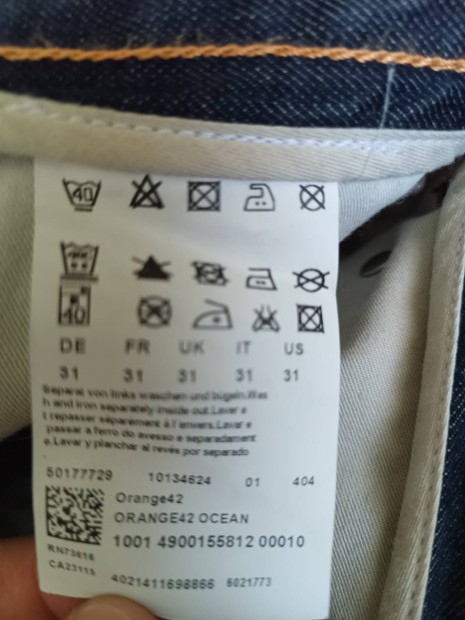 40
40
DE FR UK IT US
31 31 31 31 31
Separat von links waschen und bügeln.Was
h and iron separately inside out.Lavar e
t repasser séparément à l'envers.Lavar e
passar a ferro do avesso e separadament
e.Lavar y planchar al revés por separado
.
50177729 10134624 01 404
Orange42
ORANGE42 OCEAN
1001 4900155812 00010
RN73616
CA23115
4021411698866 6021773